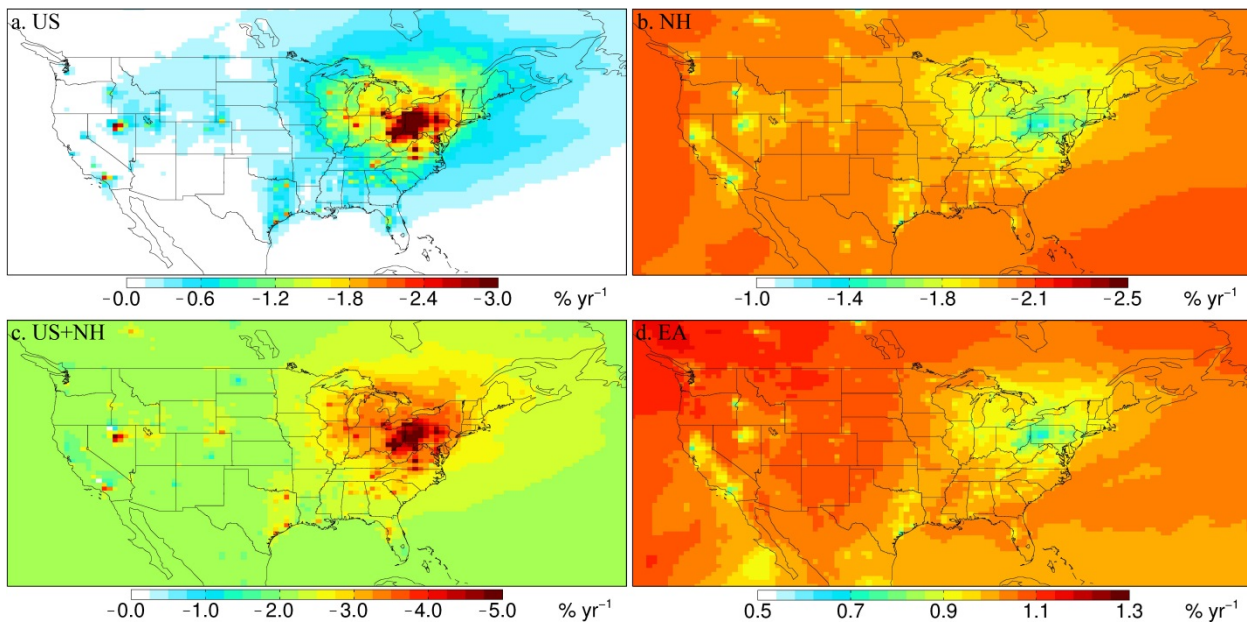 a. US
b. NH
−0.0 −0.6 −1.2 −1.8 −2.4 −3.0 % yr⁻¹
−1.0 −1.4 −1.8 −2.1 −2.5 % yr⁻¹
c. US+NH
d. EA
−0.0 −1.0 −2.0 −3.0 −4.0 −5.0 % yr⁻¹
0.5 0.7 0.9 1.1 1.3 % yr⁻¹